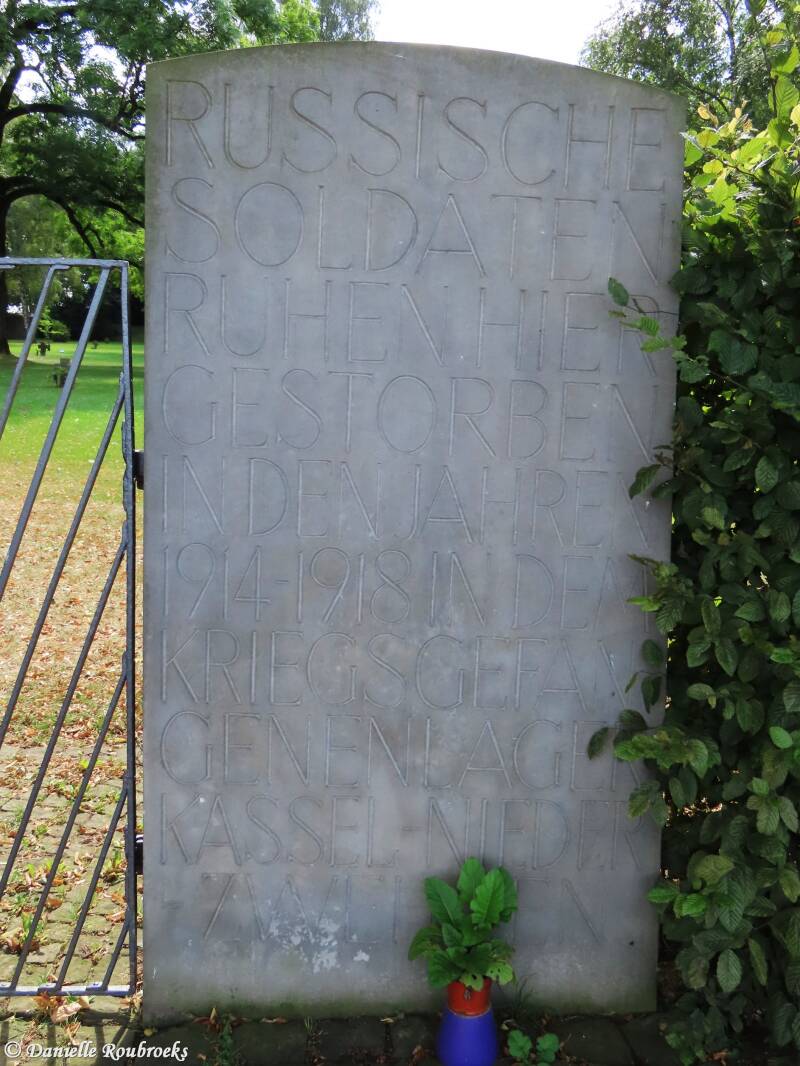 RUSSISCHE
SOLDATEN
RUHEN HIER
GESTORBEN
IN DEN JAHREN
1914-1918 IN DEM
KRIEGSGEFAN
GENENLAGER
KASSEL-NIEDER
-ZWEHREN
© Danielle Roubroeks